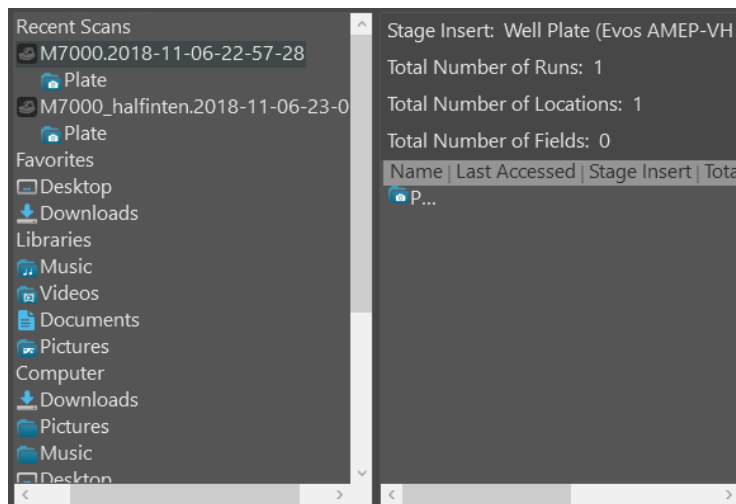 Recent Scans
M7000.2018-11-06-22-57-28
Plate
M7000_halfinten.2018-11-06-23-0
Plate
Favorites
Desktop
Downloads
Libraries
Music
Videos
Documents
Pictures
Computer
Downloads
Pictures
Music
Desktop
Stage Insert: Well Plate (Evos AMEP-VH
Total Number of Runs: 1
Total Number of Locations: 1
Total Number of Fields: 0
Name | Last Accessed | Stage Insert | Tota
P...